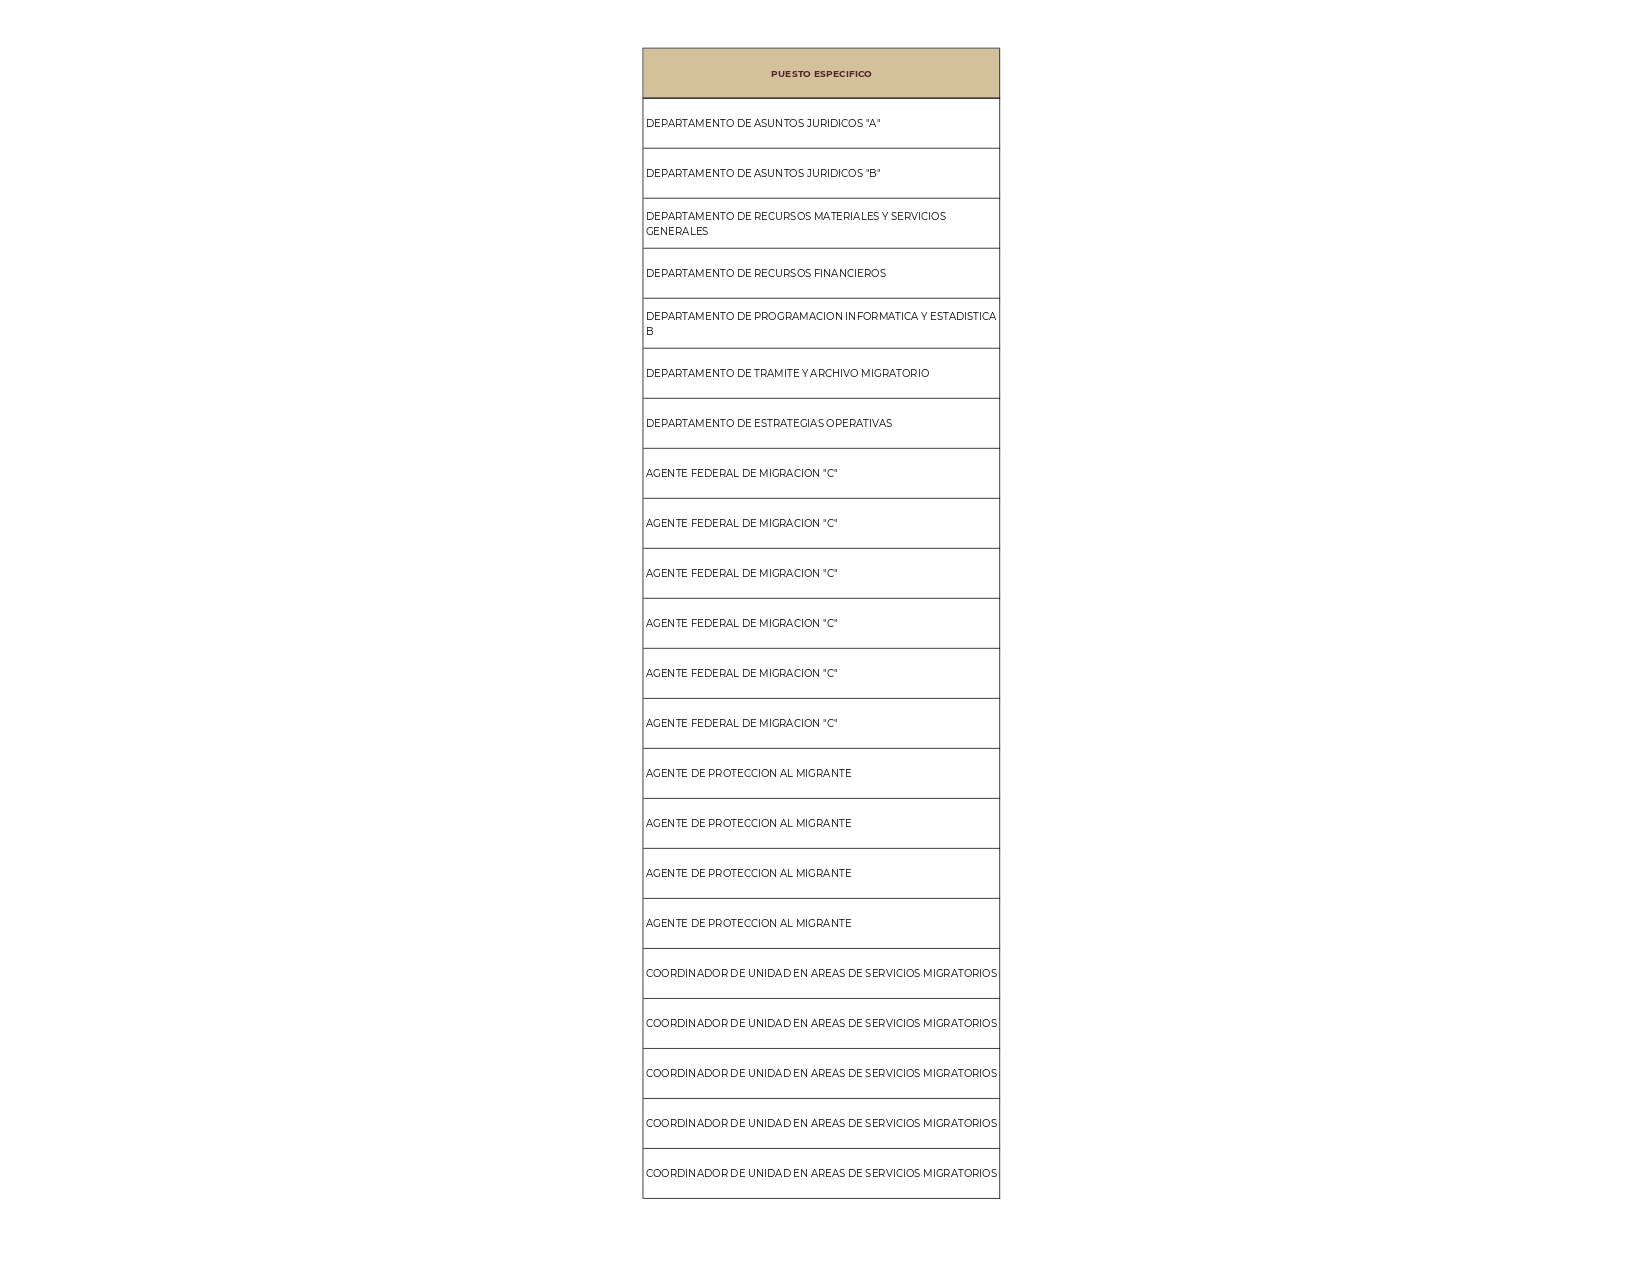 PUESTO ESPECIFICO
DEPARTAMENTO DE ASUNTOS JURIDICOS "A"
DEPARTAMENTO DE ASUNTOS JURIDICOS "B"
DEPARTAMENTO DE RECURSOS MATERIALES Y SERVICIOS
GENERALES
DEPARTAMENTO DE RECURSOS FINANCIEROS
DEPARTAMENTO DE PROGRAMACION INFORMATICA Y ESTADISTICA
B
DEPARTAMENTO DE TRAMITE Y ARCHIVO MIGRATORIO
DEPARTAMENTO DE ESTRATEGIAS OPERATIVAS
AGENTE FEDERAL DE MIGRACION "C"
AGENTE FEDERAL DE MIGRACION "C"
AGENTE FEDERAL DE MIGRACION "C"
AGENTE FEDERAL DE MIGRACION "C"
AGENTE FEDERAL DE MIGRACION "C"
AGENTE FEDERAL DE MIGRACION "C"
AGENTE DE PROTECCION AL MIGRANTE
AGENTE DE PROTECCION AL MIGRANTE
AGENTE DE PROTECCION AL MIGRANTE
AGENTE DE PROTECCION AL MIGRANTE
COORDINADOR DE UNIDAD EN AREAS DE SERVICIOS MIGRATORIOS
COORDINADOR DE UNIDAD EN AREAS DE SERVICIOS MIGRATORIOS
COORDINADOR DE UNIDAD EN AREAS DE SERVICIOS MIGRATORIOS
COORDINADOR DE UNIDAD EN AREAS DE SERVICIOS MIGRATORIOS
COORDINADOR DE UNIDAD EN AREAS DE SERVICIOS MIGRATORIOS